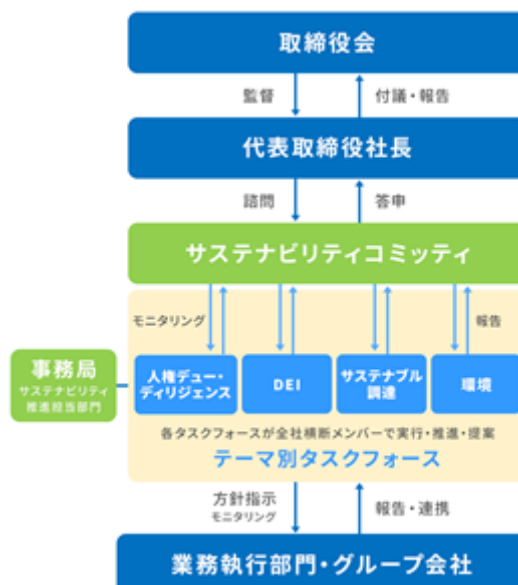 取締役会
監督
付議・報告
代表取締役社長
諮問
答申
サステナビリティコミッティ
モニタリング
報告
事務局
サステナビリティ
推進担当部門
人権デュー・
ディリジェンス
DEI
サステナブル
調達
環境
各タスクフォースが全社横断メンバーで実行・推進・提案
テーマ別タスクフォース
方針指示
モニタリング
報告・連携
業務執行部門・グループ会社